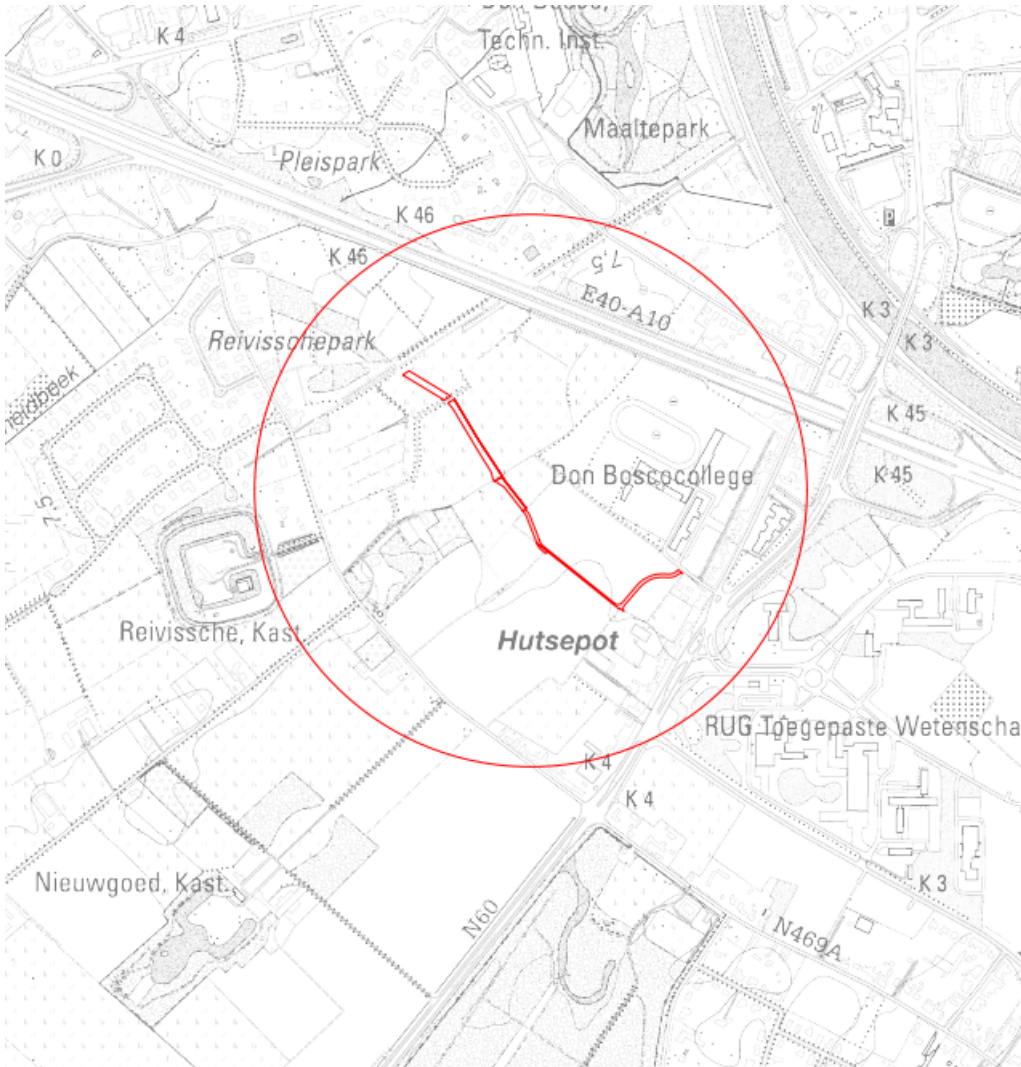 K 4
Techn. Inst.
Maaltepark
K 0
Pleispark
K 46
K 46
7,5
E40-A10
P
K 3
K 3
Reivisschepark
K 45
K 45
Don Boscocollege
7,5
Reivissche, Kast.
Hutsepot
RUG Toegepaste Wetenscha
K 4
K 4
Nieuwgoed, Kast.
K 3
N60
N469A